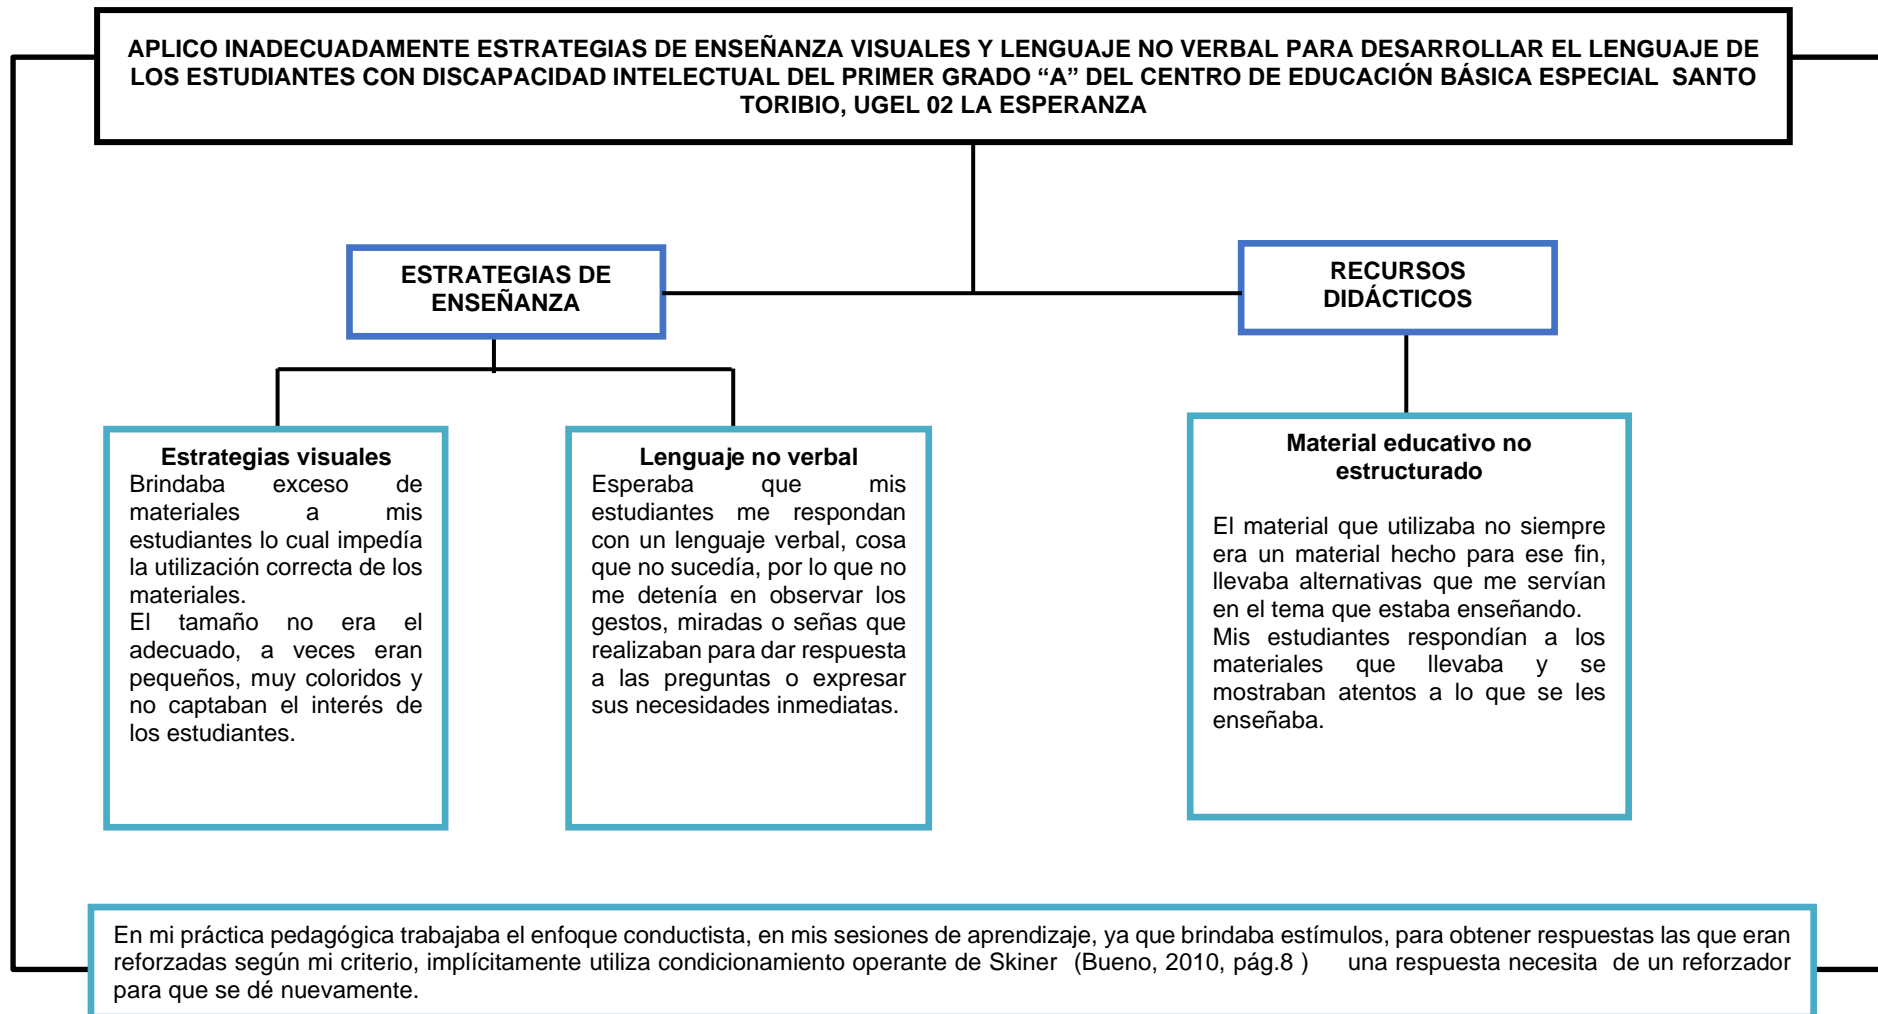 APLICO INADECUADAMENTE ESTRATEGIAS DE ENSEÑANZA VISUALES Y LENGUAJE NO VERBAL PARA DESARROLLAR EL LENGUAJE DE
LOS ESTUDIANTES CON DISCAPACIDAD INTELECTUAL DEL PRIMER GRADO “A” DEL CENTRO DE EDUCACIÓN BÁSICA ESPECIAL SANTO
TORIBIO, UGEL 02 LA ESPERANZA
ESTRATEGIAS DE
ENSEÑANZA
RECURSOS
DIDÁCTICOS
Estrategias visuales
Brindaba exceso de
materiales a mis
estudiantes lo cual impedía
la utilización correcta de los
materiales.
El tamaño no era el
adecuado, a veces eran
pequeños, muy coloridos y
no captaban el interés de
los estudiantes.
Lenguaje no verbal
Esperaba que mis
estudiantes me respondan
con un lenguaje verbal, cosa
que no sucedía, por lo que no
me detenía en observar los
gestos, miradas o señas que
realizaban para dar respuesta
a las preguntas o expresar
sus necesidades inmediatas.
Material educativo no
estructurado
El material que utilizaba no siempre
era un material hecho para ese fin,
llevaba alternativas que me servían
en el tema que estaba enseñando.
Mis estudiantes respondían a los
materiales que llevaba y se
mostraban atentos a lo que se les
enseñaba.
En mi práctica pedagógica trabajaba el enfoque conductista, en mis sesiones de aprendizaje, ya que brindaba estímulos, para obtener respuestas las que eran
reforzadas según mi criterio, implícitamente utiliza condicionamiento operante de Skiner (Bueno, 2010, pág.8 ) una respuesta necesita de un reforzador
para que se dé nuevamente.